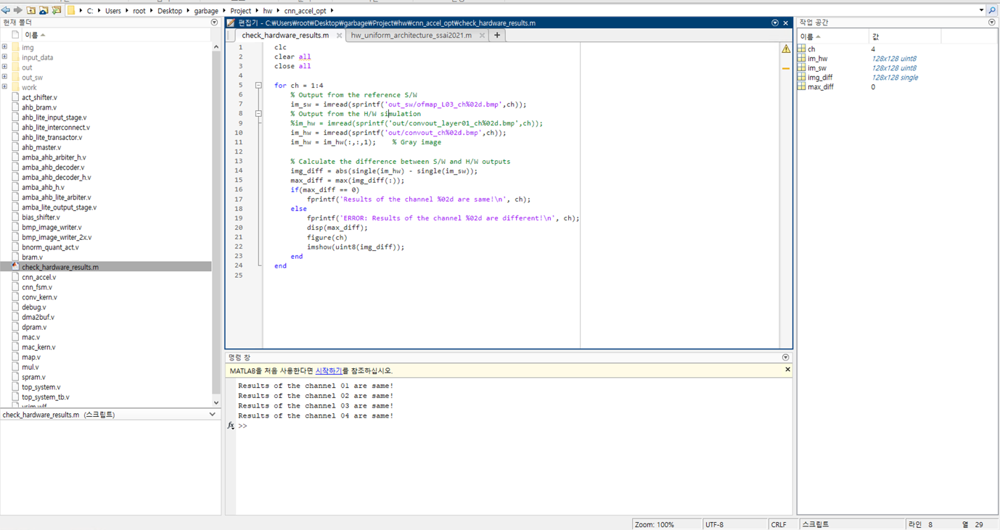 C: Users root Desktop garbage Project hw cnn_accel_opt
현재 폴더
이름
img
input_data
out
out_sw
work
act_shifter.v
ahb_bram.v
ahb_lite_input_stage.v
ahb_lite_interconnect.v
ahb_lite_transactor.v
ahb_master.v
amba_ahb_arbiter_h.v
amba_ahb_decoder.v
amba_ahb_decoder_h.v
amba_ahb_h.v
amba_ahb_lite_arbiter.v
amba_lite_output_stage.v
bias_shifter.v
bmp_image_writer.v
bmp_image_writer_2x.v
bnorm_quant_act.v
bram.v
check_hardware_results.m
cnn_accel.v
cnn_fsm.v
conv_kern.v
debug.v
dma2buf.v
dpram.v
mac.v
mac_kern.v
map.v
mul.v
spram.v
top_system.v
top_system_tb.v
vsim.wlf
check_hardware_results.m (스크립트)
편집기 - C:₩Users₩root₩Desktop₩garbage₩Project₩hw₩cnn_accel_opt₩check_hardware_results.m
check_hardware_results.m hw_uniform_architecture_ssai2021.m
1 clc
2 clear all
3 close all
4
5 for ch = 1:4
6 % Output from the reference S/W
7 im_sw = imread(sprintf('out_sw/ofmap_L03_ch%02d.bmp',ch));
8 % Output from the H/W simulation
9 %im_hw = imread(sprintf('out/convout_layer01_ch%02d.bmp',ch));
10 im_hw = imread(sprintf('out/convout_ch%02d.bmp',ch));
11 im_hw = im_hw(:,:,1); % Gray image
12
13 % Calculate the difference between S/W and H/W outputs
14 img_diff = abs(single(im_hw) - single(im_sw));
15 max_diff = max(img_diff(:));
16 if(max_diff == 0)
17 fprintf('Results of the channel %02d are same!\n', ch);
18 else
19 fprintf('ERROR: Results of the channel %02d are different!\n', ch);
20 disp(max_diff);
21 figure(ch)
22 imshow(uint8(img_diff));
23 end
24 end
25
명령 창
MATLAB을 처음 사용한다면 시작하기를 참조하십시오.
Results of the channel 01 are same!
Results of the channel 02 are same!
Results of the channel 03 are same!
Results of the channel 04 are same!
fx >>
작업 공간
이름 값
ch 4
im_hw 128x128 uint8
im_sw 128x128 uint8
img_diff 128x128 single
max_diff 0
Zoom: 100% UTF-8 CRLF 스크립트 라인 8 열 29